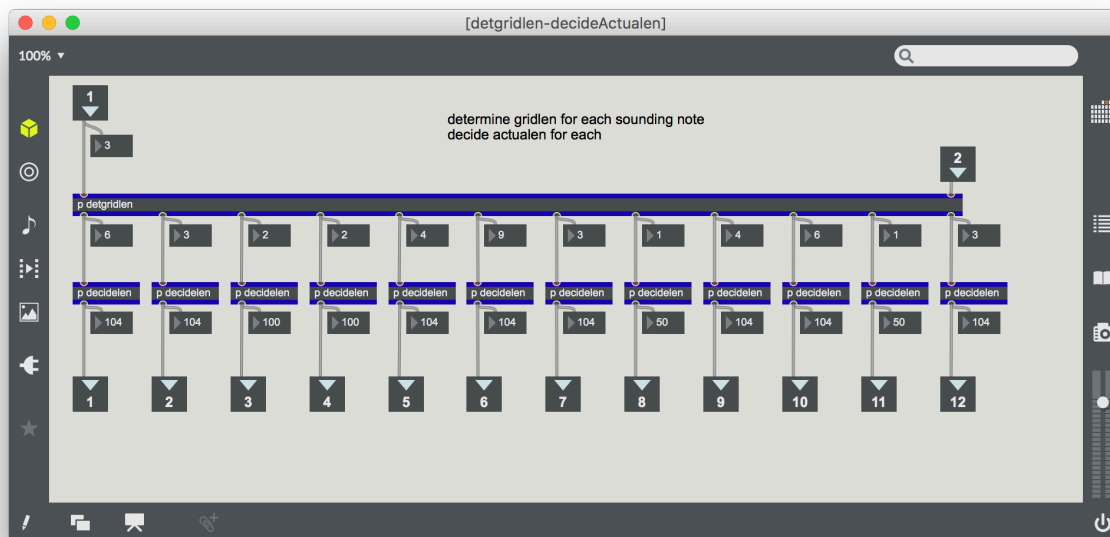 [detgridlen-decideActualen]
100%
1
determine gridlen for each sounding note
decide actualen for each
3
2
p detgridlen
6 3 2 2 4 9 3 1 4 6 1 3
p decidelen p decidelen p decidelen p decidelen p decidelen p decidelen p decidelen p decidelen p decidelen p decidelen p decidelen p decidelen
104 104 100 100 104 104 104 50 104 104 50 104
1 2 3 4 5 6 7 8 9 10 11 12